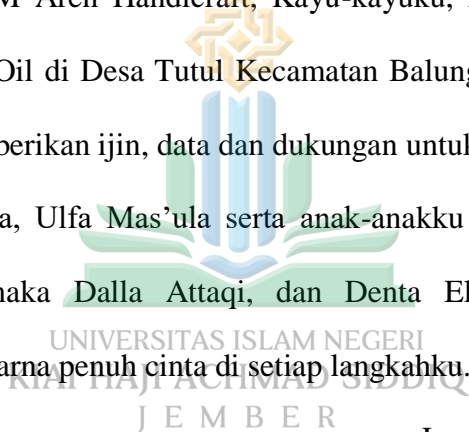 Arch Handicraft, Kayu-kayuku,
Oil di Desa Tutul Kecamatan Balung
berikan ijin, data dan dukungan untuk
Ulfa Mas'ula serta anak-anakku
naka Dalla Attaqi, dan Denta El
UNIVERSITAS ISLAM NEGERI
arna penuh cinta di setiap langkahku.
KIAI HAJI ACHMAD SIDDIQ
J E M B E R